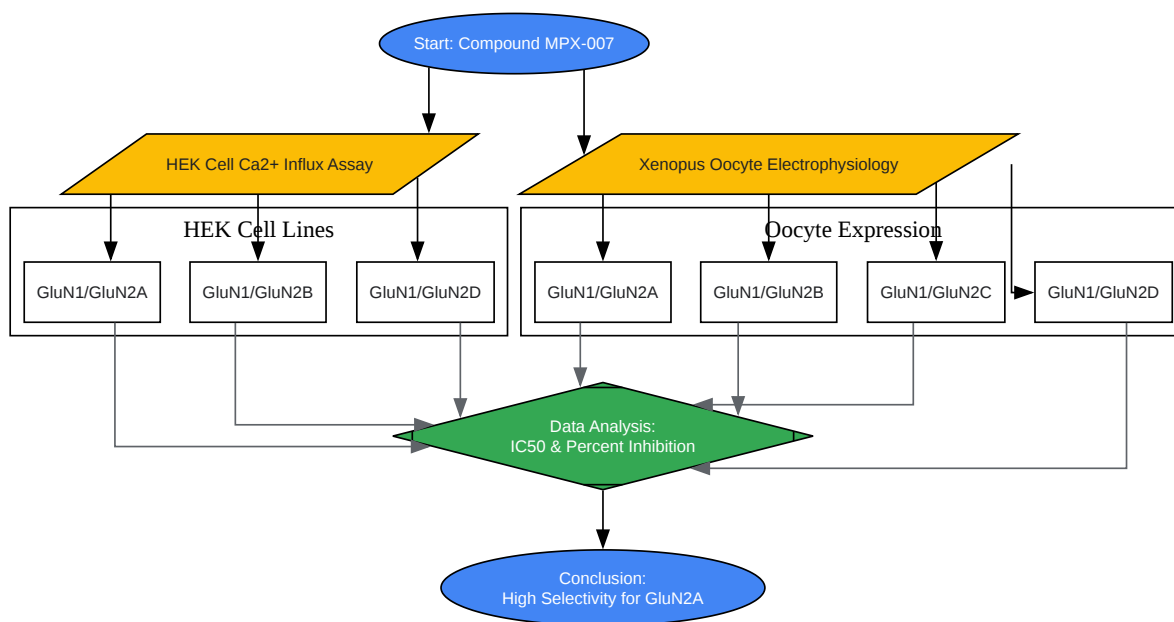 Start: Compound MPX-007
HEK Cell Ca2+ Influx Assay
Xenopus Oocyte Electrophysiology
HEK Cell Lines
Oocyte Expression
GluN1/GluN2A
GluN1/GluN2B
GluN1/GluN2D
GluN1/GluN2A
GluN1/GluN2B
GluN1/GluN2C
GluN1/GluN2D
Data Analysis:
IC50 & Percent Inhibition
Conclusion:
High Selectivity for GluN2A